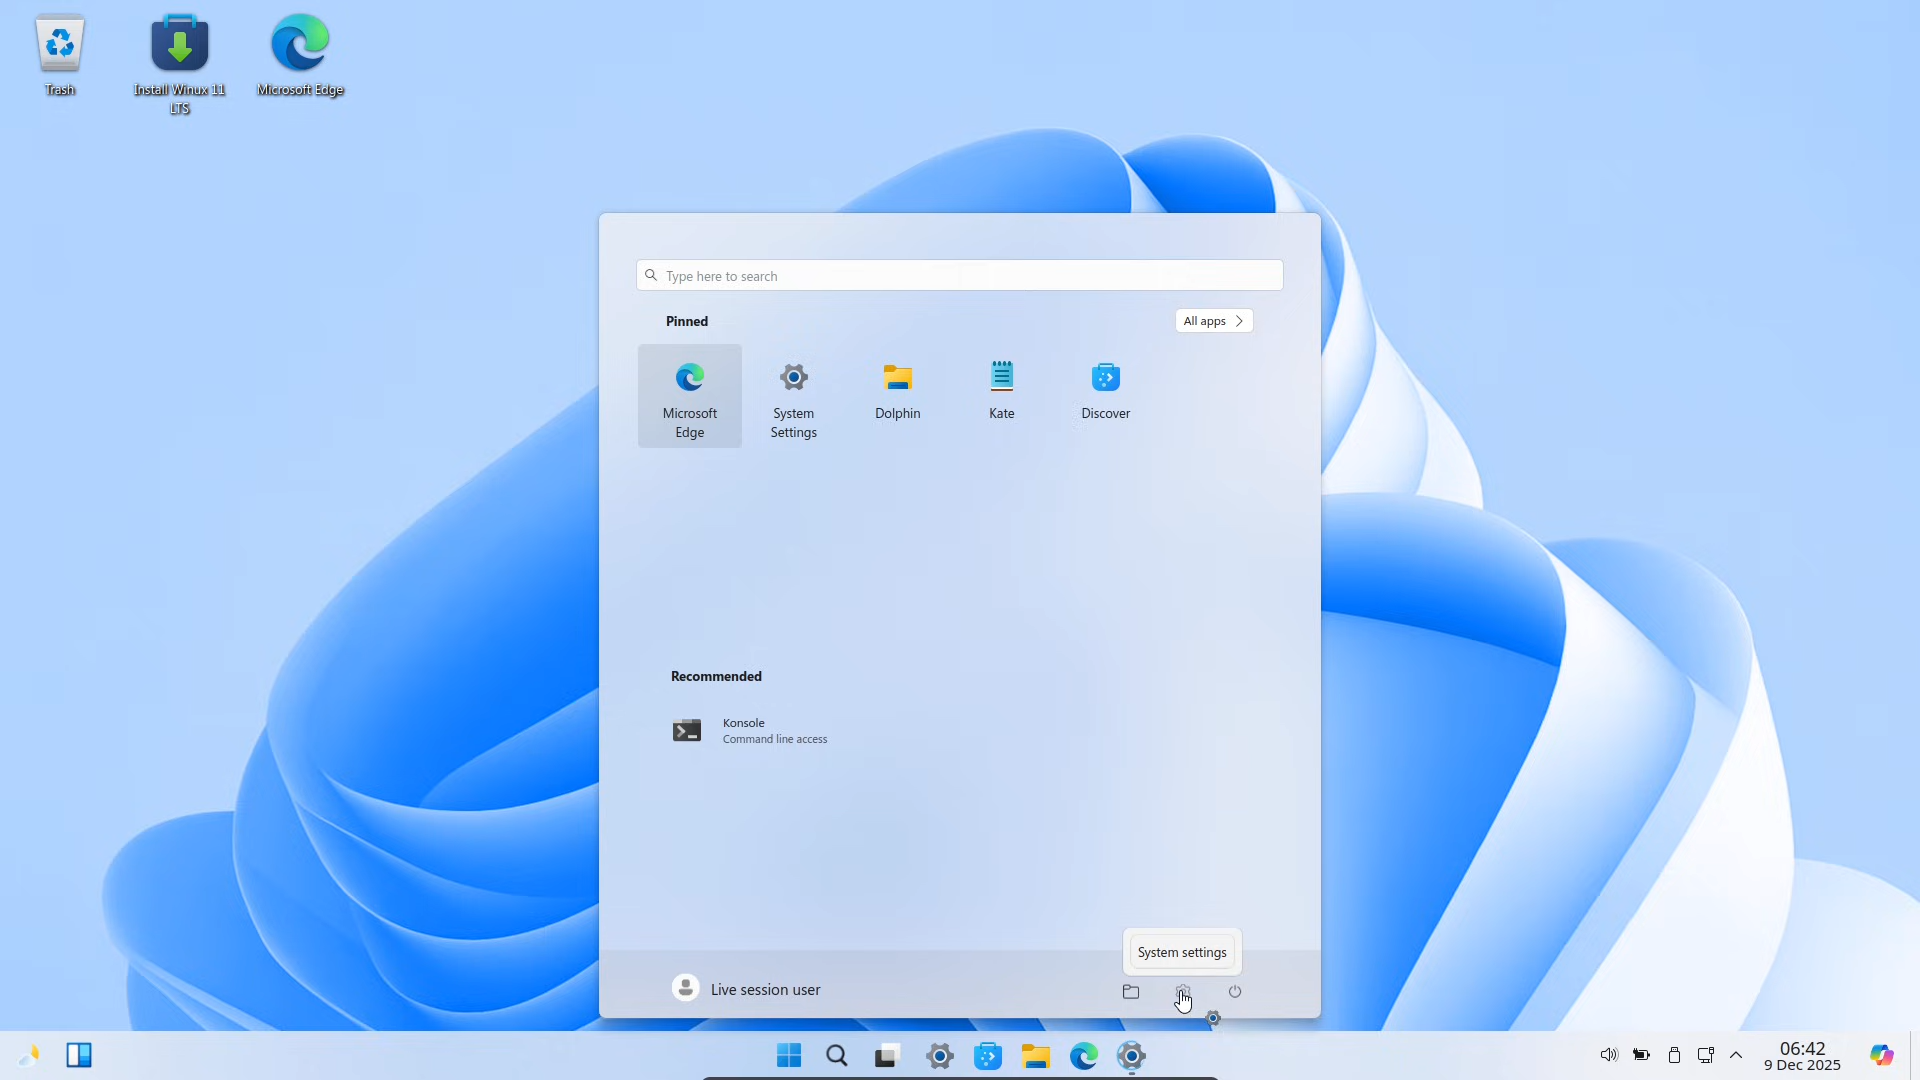 Trash
Install Winux 11
LTS
Microsoft Edge
Type here to search
Pinned
All apps
Microsoft
Edge
System
Settings
Dolphin
Kate
Discover
Recommended
Konsole
Command line access
System settings
Live session user
06:42
9 Dec 2025